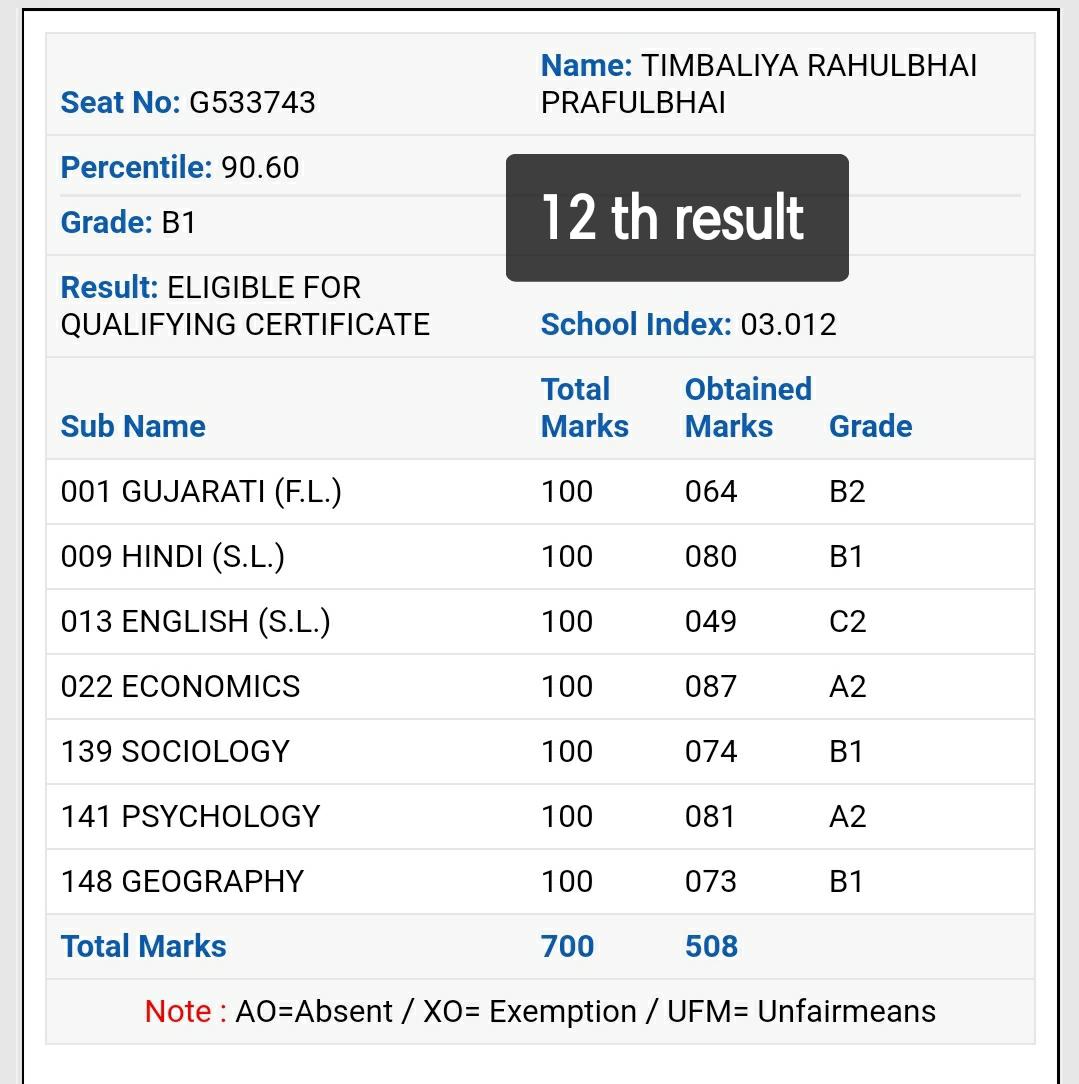 Name: TIMBALIYA RAHULBHAI
Seat No: G533743 PRAFULBHAI
Percentile: 90.60
12 th result
Grade: B1
Result: ELIGIBLE FOR
QUALIFYING CERTIFICATE School Index: 03.012
Total Obtained
Sub Name Marks Marks Grade
001 GUJARATI (F.L.) 100 064 B2
009 HINDI (S.L.) 100 080 B1
013 ENGLISH (S.L.) 100 049 C2
022 ECONOMICS 100 087 A2
139 SOCIOLOGY 100 074 B1
141 PSYCHOLOGY 100 081 A2
148 GEOGRAPHY 100 073 B1
Total Marks 700 508
Note : AO=Absent / XO= Exemption / UFM= Unfairmeans